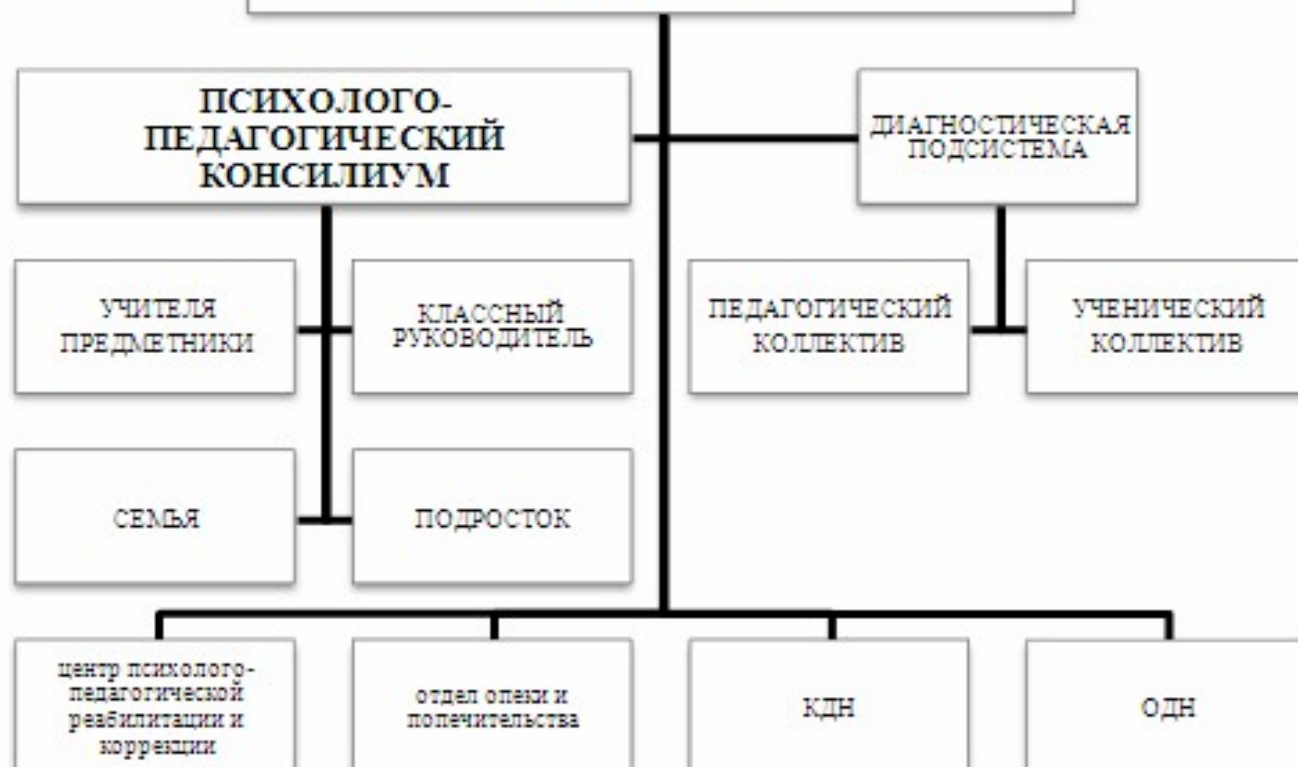 ПСИХОЛОГО-
ПЕДАГОГИЧЕСКИЙ
КОНСИЛИУМ
ДИАГНОСТИЧЕСКАЯ
ПОДСИСТЕМА
УЧИТЕЛЯ
ПРЕДМЕТНИКИ
КЛАССНЫЙ
РУКОВОДИТЕЛЬ
ПЕДАГОГИЧЕСКИЙ
КОЛЛЕКТИВ
УЧЕНИЧЕСКИЙ
КОЛЛЕКТИВ
СЕМЬЯ
ПОДРОСТОК
центр психолого-
педагогической
реабилитации и
коррекции
отдел опеки и
попечительства
КДН
ОДН